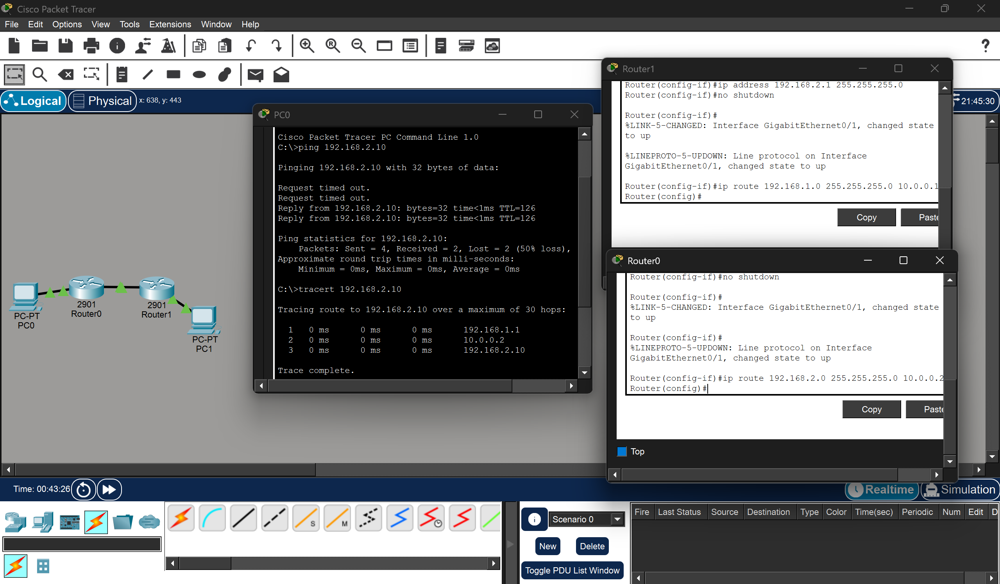 Cisco Packet Tracer
File Edit Options View Tools Extensions Window Help
R
?
Logical Physical x: 638, y: 443
21:45:30
PC-PT
PC0
2901
Router0
2901
Router1
PC-PT
PC1
PC0
Cisco Packet Tracer PC Command Line 1.0
C:\>ping 192.168.2.10
Pinging 192.168.2.10 with 32 bytes of data:
Request timed out.
Request timed out.
Reply from 192.168.2.10: bytes=32 time<1ms TTL=126
Reply from 192.168.2.10: bytes=32 time<1ms TTL=126
Ping statistics for 192.168.2.10:
Packets: Sent = 4, Received = 2, Lost = 2 (50% loss),
Approximate round trip times in milli-seconds:
Minimum = 0ms, Maximum = 0ms, Average = 0ms
C:\>tracert 192.168.2.10
Tracing route to 192.168.2.10 over a maximum of 30 hops:
1 0 ms 0 ms 0 ms 192.168.1.1
2 0 ms 0 ms 0 ms 10.0.0.2
3 0 ms 0 ms 0 ms 192.168.2.10
Trace complete.
Router1
Router(config-if)#ip address 192.168.2.1 255.255.255.0
Router(config-if)#no shutdown
Router(config-if)#
%LINK-5-CHANGED: Interface GigabitEthernet0/1, changed state
to up
%LINEPROTO-5-UPDOWN: Line protocol on Interface
GigabitEthernet0/1, changed state to up
Router(config-if)#ip route 192.168.1.0 255.255.255.0 10.0.0.1
Router(config)#
Copy Paste
Router0
Router(config-if)#no shutdown
Router(config-if)#
%LINK-5-CHANGED: Interface GigabitEthernet0/1, changed state
to up
Router(config-if)#
%LINEPROTO-5-UPDOWN: Line protocol on Interface
GigabitEthernet0/1, changed state to up
Router(config-if)#ip route 192.168.2.0 255.255.255.0 10.0.0.2
Router(config)#
Copy Paste
Top
Time: 00:43:26
Realtime Simulation
S M
Scenario 0
New Delete
Toggle PDU List Window
Fire Last Status Source Destination Type Color Time(sec) Periodic Num Edit D